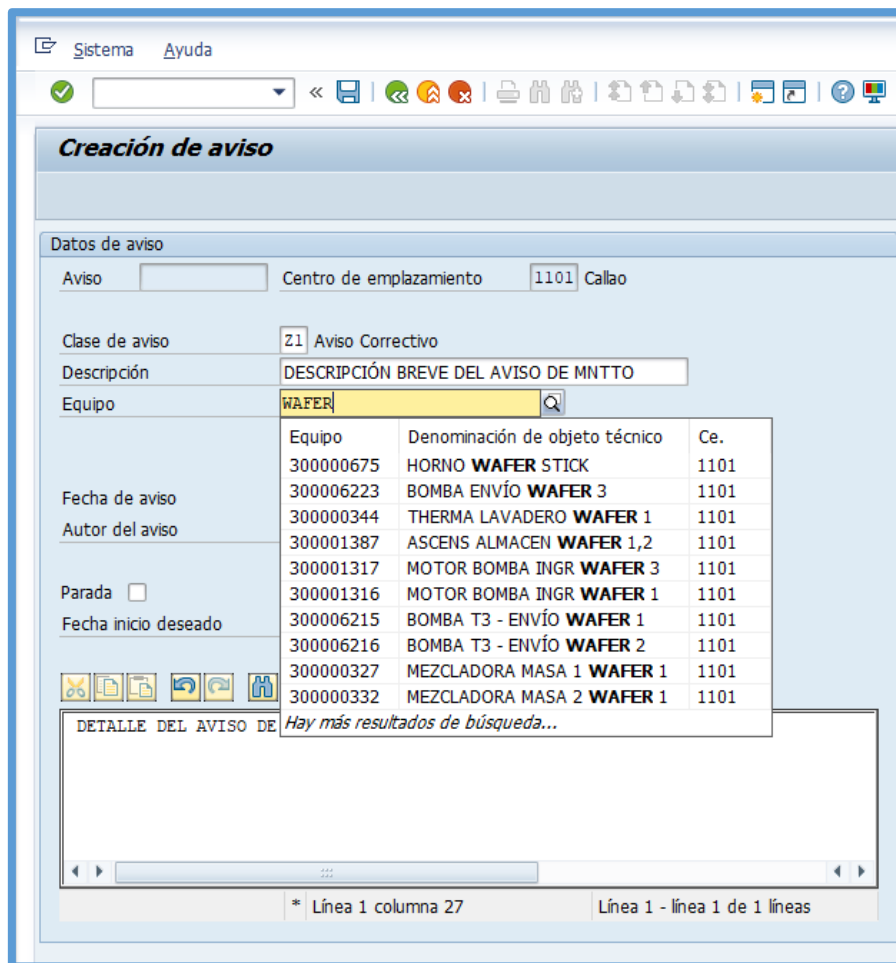 Sistema Ayuda
Creación de aviso
Datos de aviso
Aviso Centro de emplazamiento 1101 Callao
Clase de aviso Z1 Aviso Correctivo
Descripción DESCRIPCIÓN BREVE DEL AVISO DE MNTTO
Equipo WAFER
Equipo Denominación de objeto técnico Ce.
300000675 HORNO WAFER STICK 1101
300006223 BOMBA ENVÍO WAFER 3 1101
300000344 THERMA LAVADERO WAFER 1 1101
300001387 ASCENS ALMACEN WAFER 1,2 1101
300001317 MOTOR BOMBA INGR WAFER 3 1101
300001316 MOTOR BOMBA INGR WAFER 1 1101
300006215 BOMBA T3 - ENVÍO WAFER 1 1101
300006216 BOMBA T3 - ENVÍO WAFER 2 1101
300000327 MEZCLADORA MASA 1 WAFER 1 1101
300000332 MEZCLADORA MASA 2 WAFER 1 1101
Hay más resultados de búsqueda...
Fecha de aviso
Autor del aviso
Parada
Fecha inicio deseado
DETALLE DEL AVISO DE
* Línea 1 columna 27 Línea 1 - línea 1 de 1 líneas